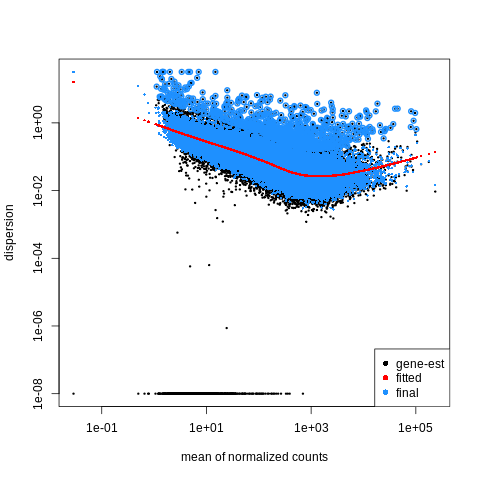 dispersion
1e+00
1e-02
1e-04
1e-06
1e-08
gene-est
fitted
final
1e-01
1e+01
1e+03
1e+05
mean of normalized counts